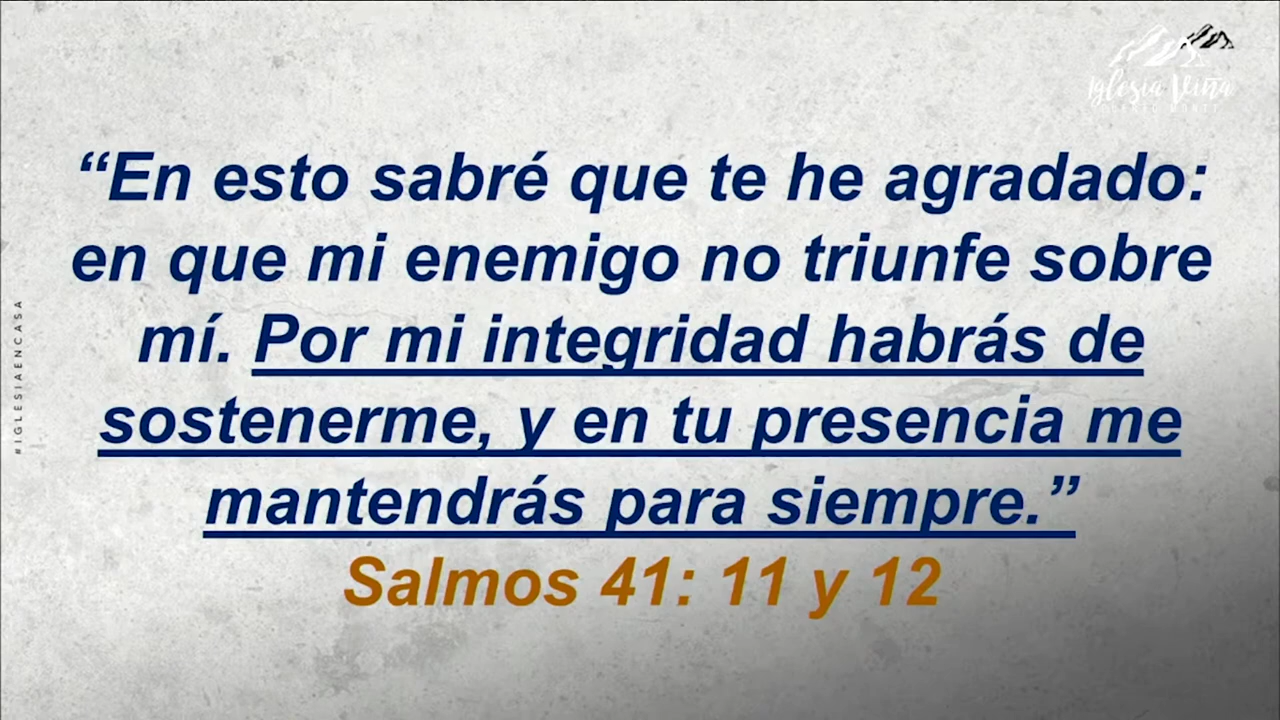 Iglesia Viña
“En esto sabré que te he agradado:
en que mi enemigo no triunfe sobre
mí. Por mi integridad habrás de
sostenerme, y en tu presencia me
mantendrás para siempre.”
Salmos 41: 11 y 12
#IGLESIAENCASA